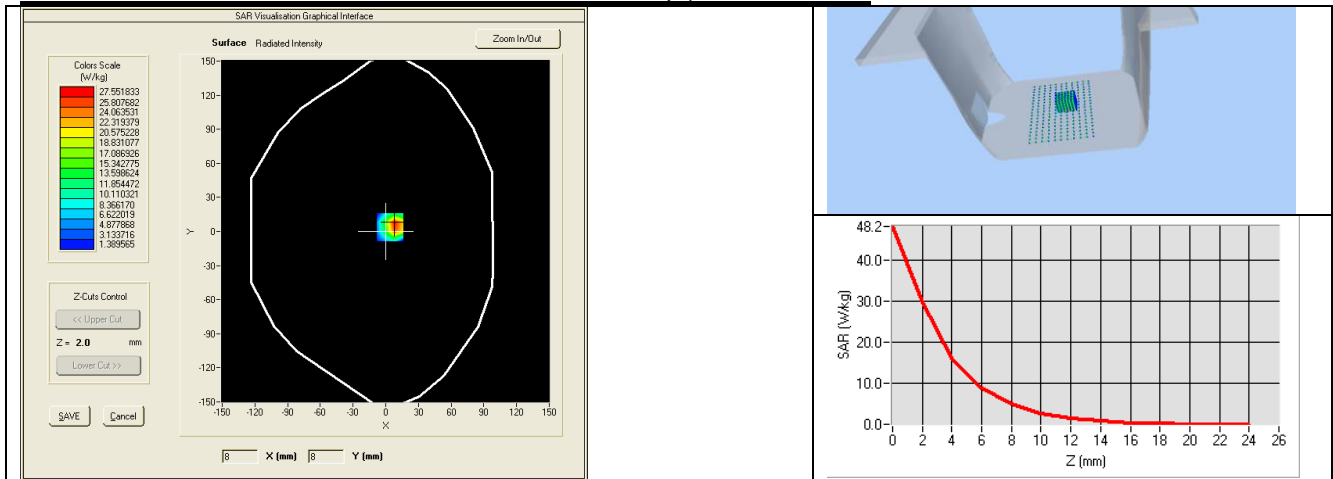 SAR Visualisation Graphical Interface
Surface Radiated Intensity
Zoom In/Out
Colors Scale
(W/kg)
27.551833
25.807682
24.063531
22.319379
20.575228
18.831077
17.086926
15.342775
13.598624
11.854472
10.110321
8.366170
6.622019
4.877868
3.133716
1.389565
Z-Cuts Control
<< Upper Cut
Z = 2.0 mm
Lower Cut >>
SAVE Cancel
150-
120-
90-
60-
30-
Y 0-
-30-
-60-
-90-
-120-
-150-
-150 -120 -90 -60 -30 0 30 60 90 120 150
X
8 X (mm) 8 Y (mm)
48.2-
40.0-
30.0-
20.0-
10.0-
0.0-
SAR (W/kg)
0 2 4 6 8 10 12 14 16 18 20 22 24 26
Z (mm)